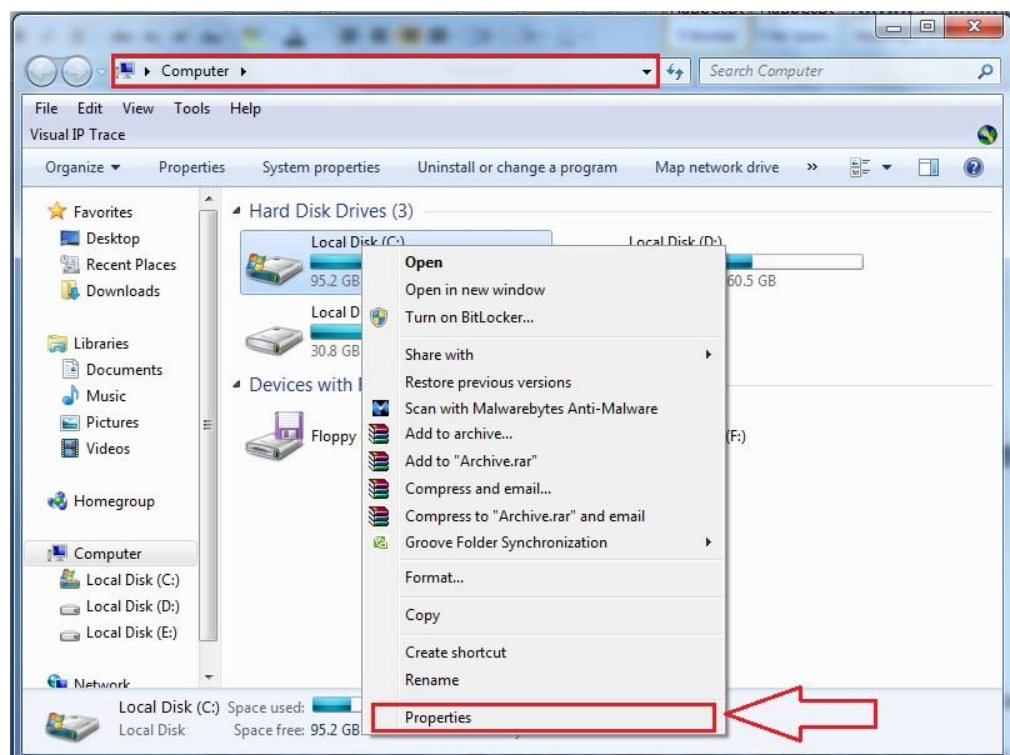 Computer
Search Computer
File Edit View Tools Help
Visual IP Trace
Organize Properties System properties Uninstall or change a program Map network drive »
Favorites
Desktop
Recent Places
Downloads
Libraries
Documents
Music
Pictures
Videos
Homegroup
Computer
Local Disk (C:)
Local Disk (D:)
Local Disk (E:)
Network
Hard Disk Drives (3)
Local Disk (C:)
95.2 GB
Local Disk (D:)
60.5 GB
Local D
30.8 GB
Devices with
Floppy
(F:)
Open
Open in new window
Turn on BitLocker...
Share with
Restore previous versions
Scan with Malwarebytes Anti-Malware
Add to archive...
Add to "Archive.rar"
Compress and email...
Compress to "Archive.rar" and email
Groove Folder Synchronization
Format...
Copy
Create shortcut
Rename
Properties
Local Disk (C:) Space used:
Local Disk Space free: 95.2 GB